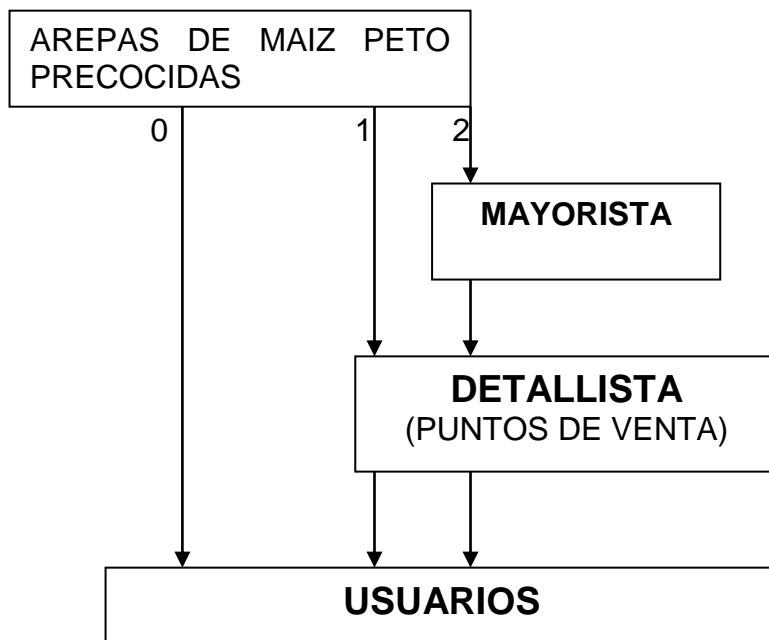 AREPAS DE MAIZ PETO
PRECOCIDAS
0
1
2
MAYORISTA
DETALLISTA
(PUNTOS DE VENTA)
USUARIOS